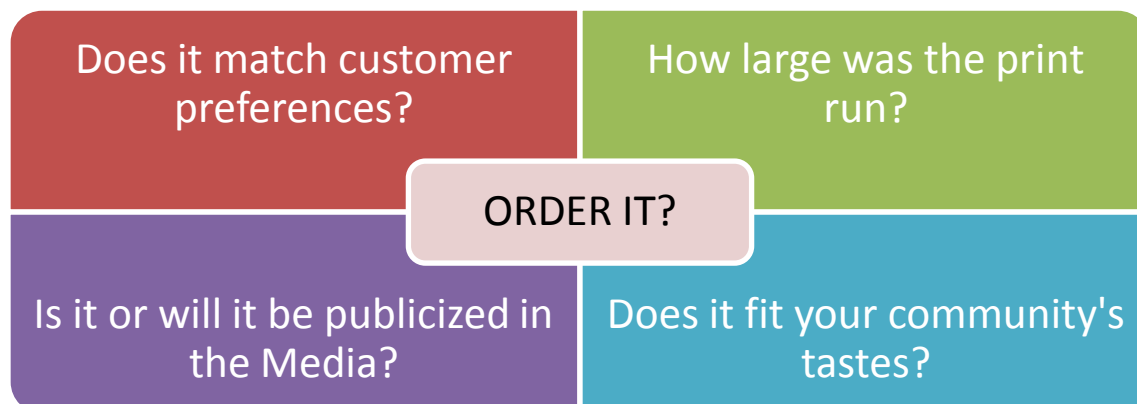 Does it match customer
preferences?
How large was the print
run?
ORDER IT?
Is it or will it be publicized in
the Media?
Does it fit your community's
tastes?